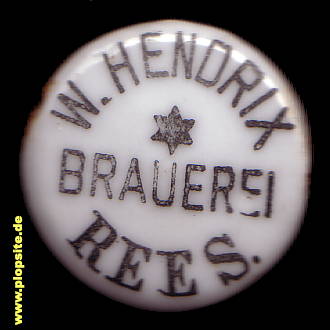 W. HENDRIX
BRAUEREI
REES.
© www.plopsite.de